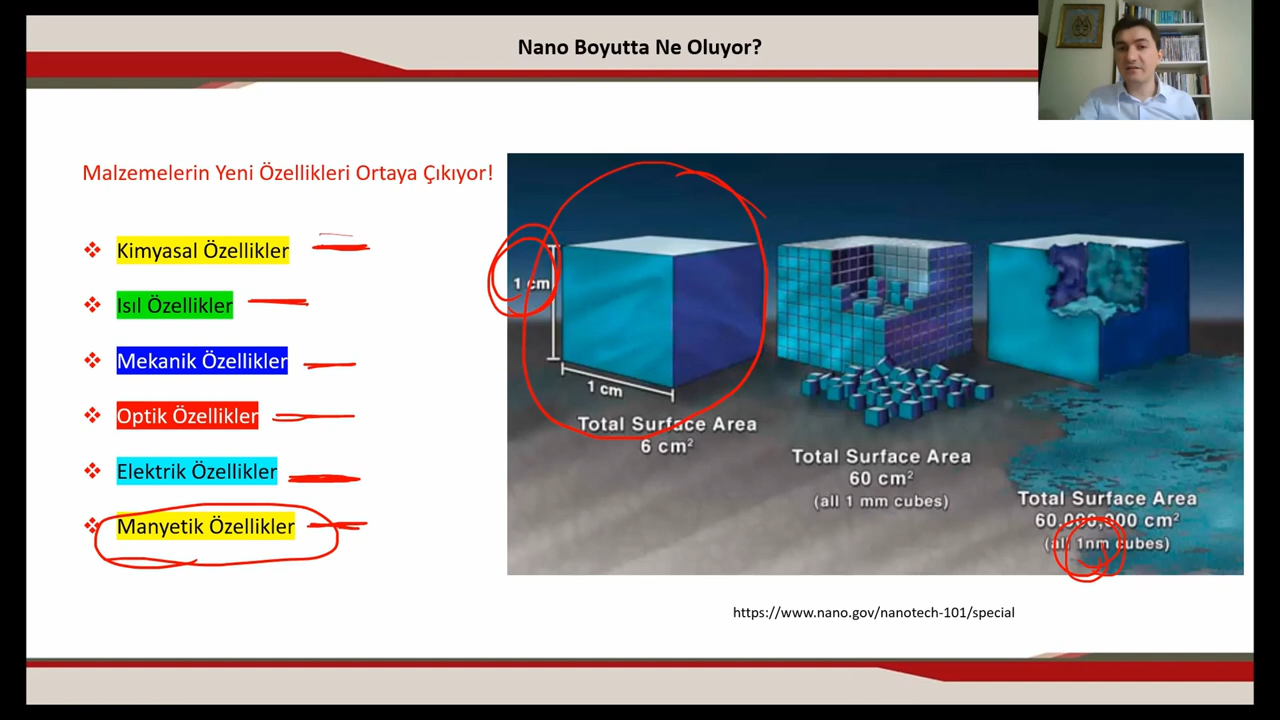 Nano Boyutta Ne Oluyor?
Malzemelerin Yeni Özellikleri Ortaya Çıkıyor!
Kimyasal Özellikler
Isıl Özellikler
Mekanik Özellikler
Optik Özellikler
Elektrik Özellikler
Manyetik Özellikler
1 cm
1 cm
Total Surface Area
6 cm²
Total Surface Area
60 cm²
(all 1 mm cubes)
Total Surface Area
60.000,000 cm²
(all 1nm cubes)
https://www.nano.gov/nanotech-101/special